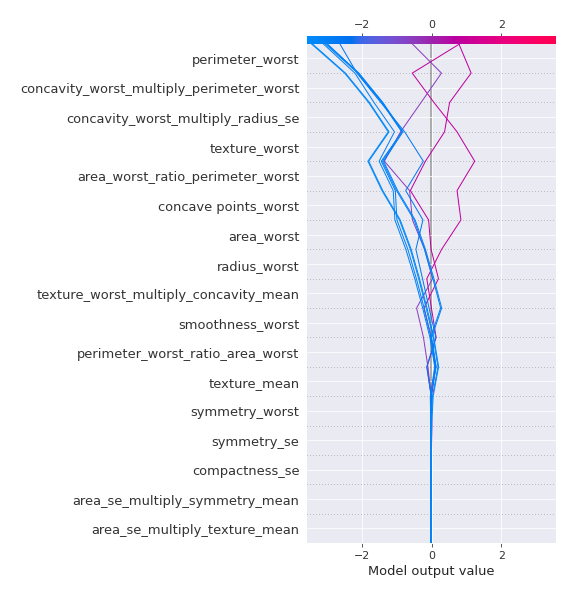 −2 0 2
perimeter_worst
concavity_worst_multiply_perimeter_worst
concavity_worst_multiply_radius_se
texture_worst
area_worst_ratio_perimeter_worst
concave points_worst
area_worst
radius_worst
texture_worst_multiply_concavity_mean
smoothness_worst
perimeter_worst_ratio_area_worst
texture_mean
symmetry_worst
symmetry_se
compactness_se
area_se_multiply_symmetry_mean
area_se_multiply_texture_mean
−2 0 2
Model output value